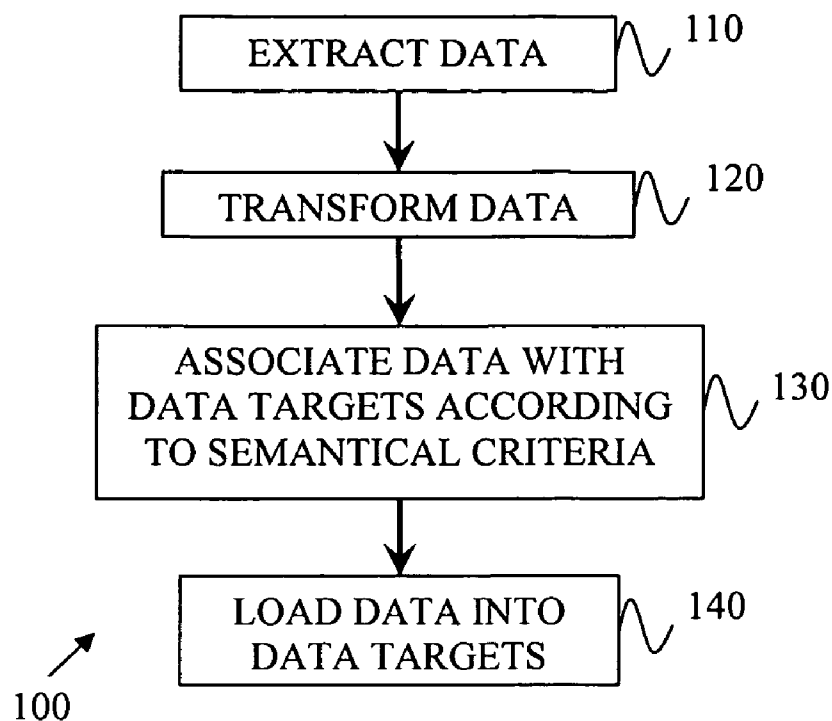 EXTRACT DATA
110
TRANSFORM DATA
120
ASSOCIATE DATA WITH
DATA TARGETS ACCORDING
TO SEMANTICAL CRITERIA
130
LOAD DATA INTO
DATA TARGETS
140
100